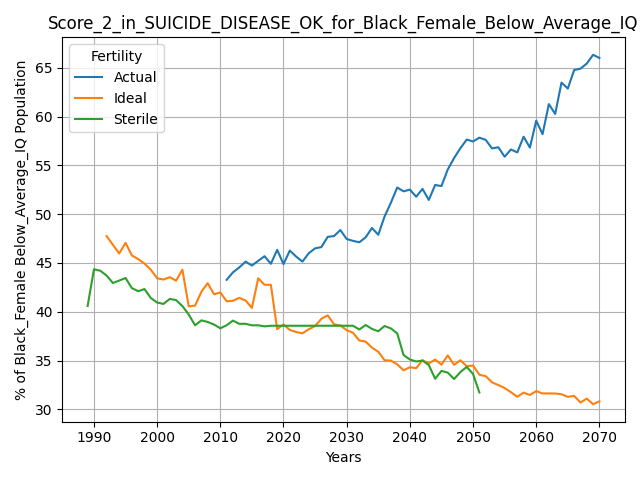 Score_2_in_SUICIDE_DISEASE_OK_for_Black_Female_Below_Average_IQ
% of Black_Female Below_Average_IQ Population
65
60
55
50
45
40
35
30
Fertility
Actual
Ideal
Sterile
1990 2000 2010 2020 2030 2040 2050 2060 2070
Years